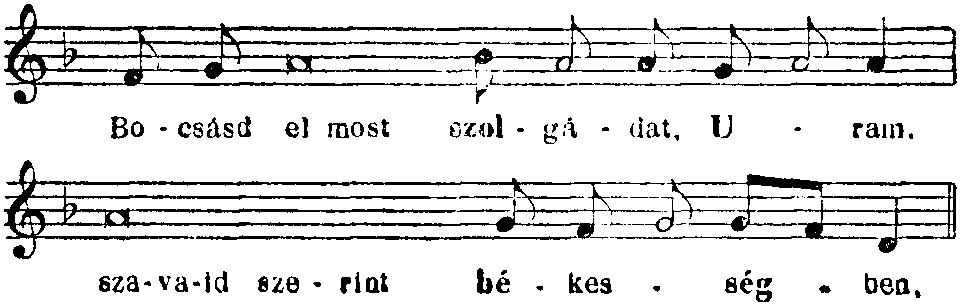 Bo - csásd el most szol - gá - dat, U - ram,
sza - va - id sze - rint bé - kes - ség - ben,